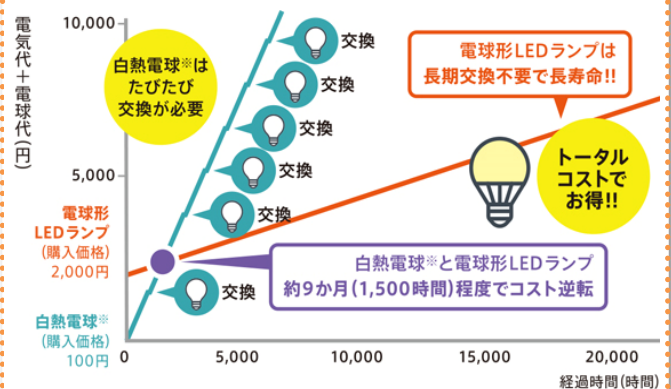 電気代＋電球代(円)
10,000
5,000
白熱電球※は
たびたび
交換が必要
交換
交換
交換
交換
交換
交換
電球形LEDランプは
長期交換不要で長寿命!!
トータル
コストで
お得!!
電球形
LEDランプ
(購入価格)
2,000円
白熱電球※と電球形LEDランプ
約9か月(1,500時間)程度でコスト逆転
白熱電球※
(購入価格)
100円
0
5,000
10,000
15,000
20,000
経過時間(時間)